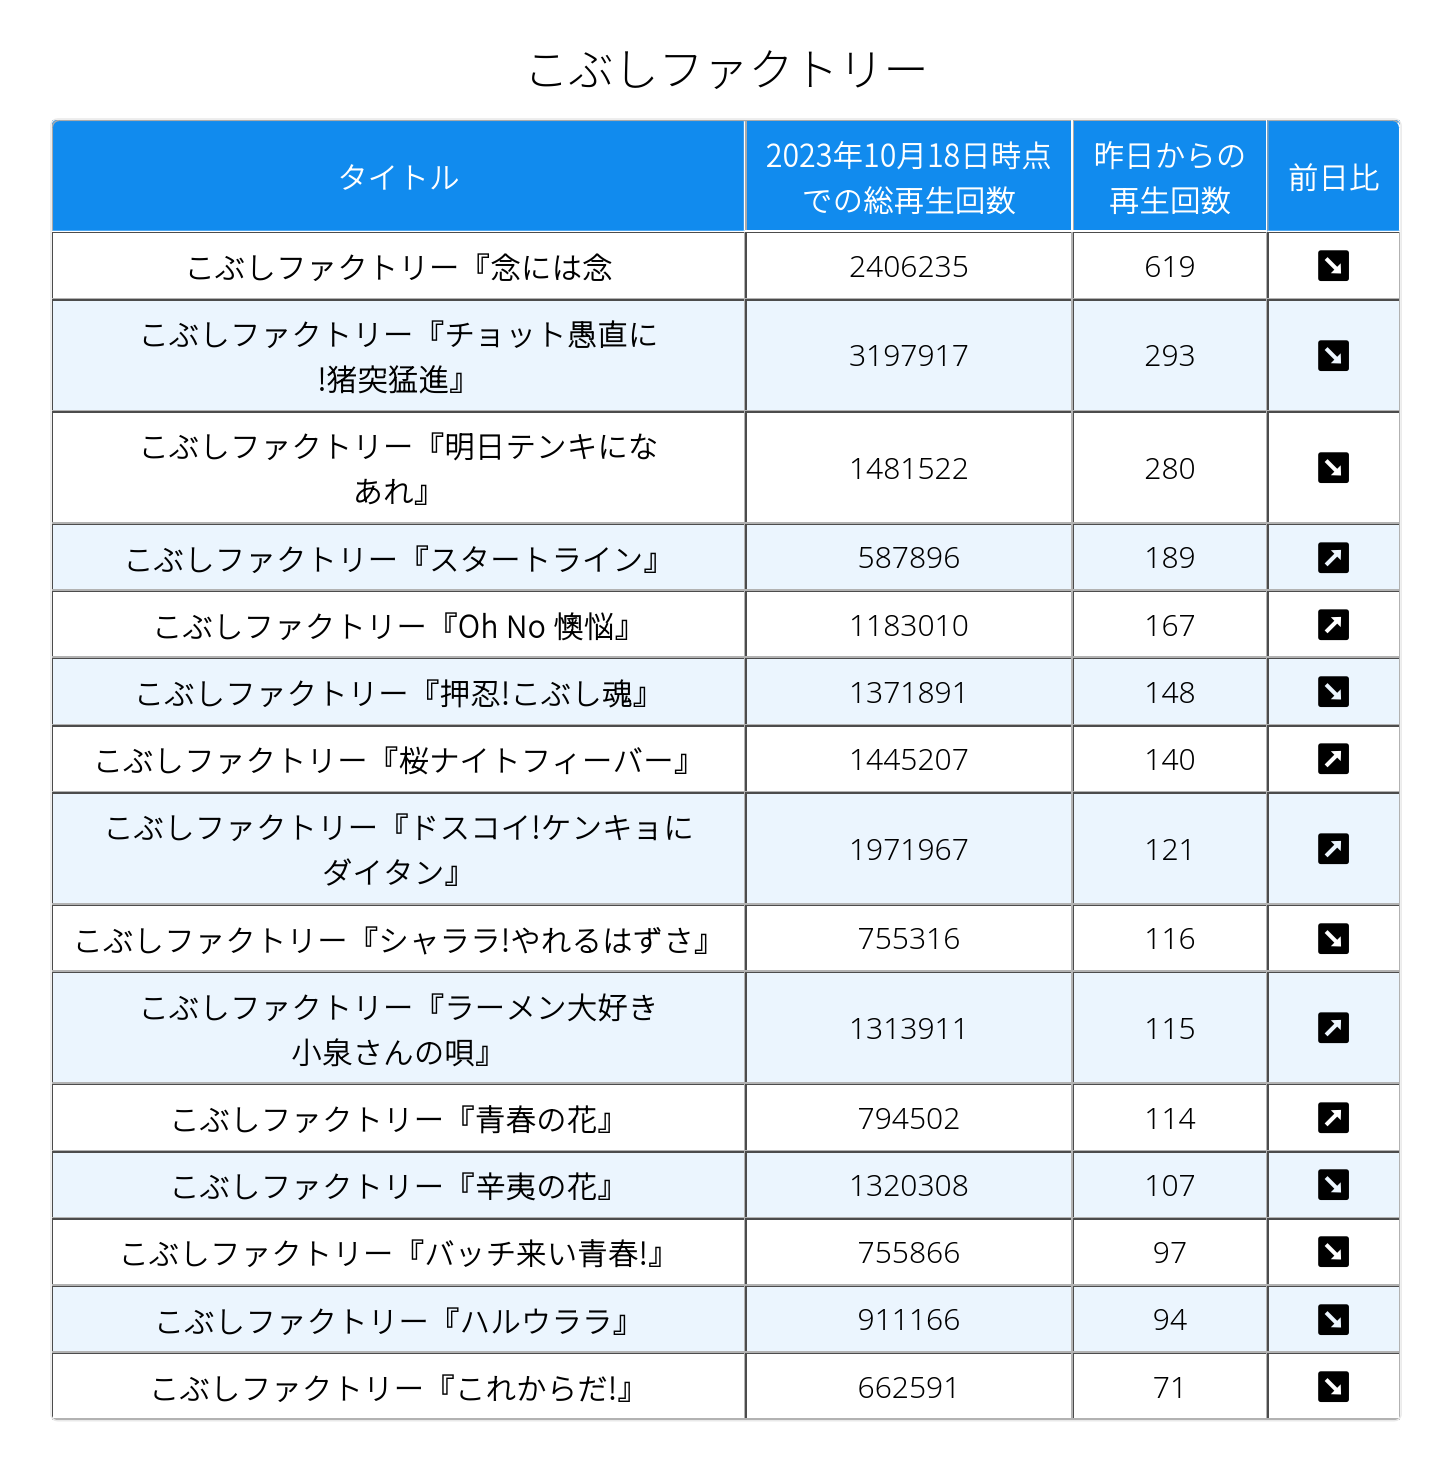 こぶしファクトリー
タイトル
2023年10月18日時点
での総再生回数
昨日からの
再生回数
前日比
こぶしファクトリー『念には念
2406235
619
こぶしファクトリー『チョット愚直に
!猪突猛進』
3197917
293
こぶしファクトリー『明日テンキにな
あれ』
1481522
280
こぶしファクトリー『スタートライン』
587896
189
こぶしファクトリー『Oh No 懊悩』
1183010
167
こぶしファクトリー『押忍!こぶし魂』
1371891
148
こぶしファクトリー『桜ナイトフィーバー』
1445207
140
こぶしファクトリー『ドスコイ!ケンキョに
ダイタン』
1971967
121
こぶしファクトリー『シャララ!やれるはずさ』
755316
116
こぶしファクトリー『ラーメン大好き
小泉さんの唄』
1313911
115
こぶしファクトリー『青春の花』
794502
114
こぶしファクトリー『辛夷の花』
1320308
107
こぶしファクトリー『バッチ来い青春!』
755866
97
こぶしファクトリー『ハルウララ』
911166
94
こぶしファクトリー『これからだ!』
662591
71